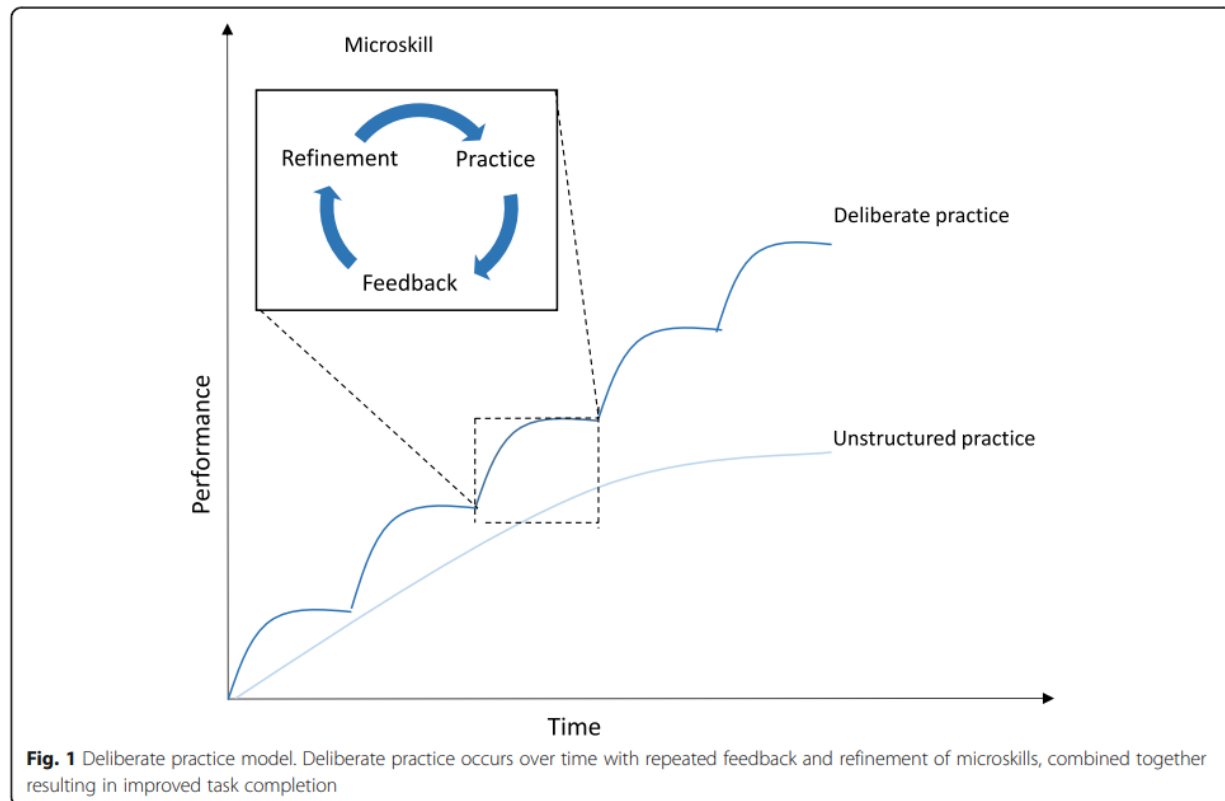 Microskill
Refinement
Practice
Feedback
Deliberate practice
Unstructured practice
Performance
Time
Fig. 1 Deliberate practice model. Deliberate practice occurs over time with repeated feedback and refinement of microskills, combined together
resulting in improved task completion